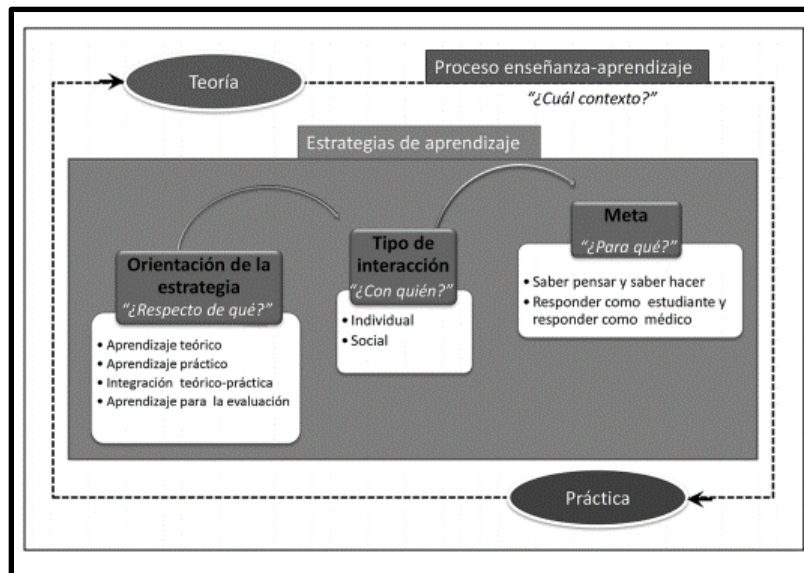 Teoría
Proceso enseñanza-aprendizaje
"¿Cuál contexto?"
Estrategias de aprendizaje
Orientación de la
estrategia
"¿Respecto de qué?"
• Aprendizaje teórico
• Aprendizaje práctico
• Integración teórico-práctica
• Aprendizaje para la evaluación
Tipo de
interacción
"¿Con quién?"
• Individual
• Social
Meta
"¿Para qué?"
• Saber pensar y saber hacer
• Responder como estudiante y
responder como médico
Práctica